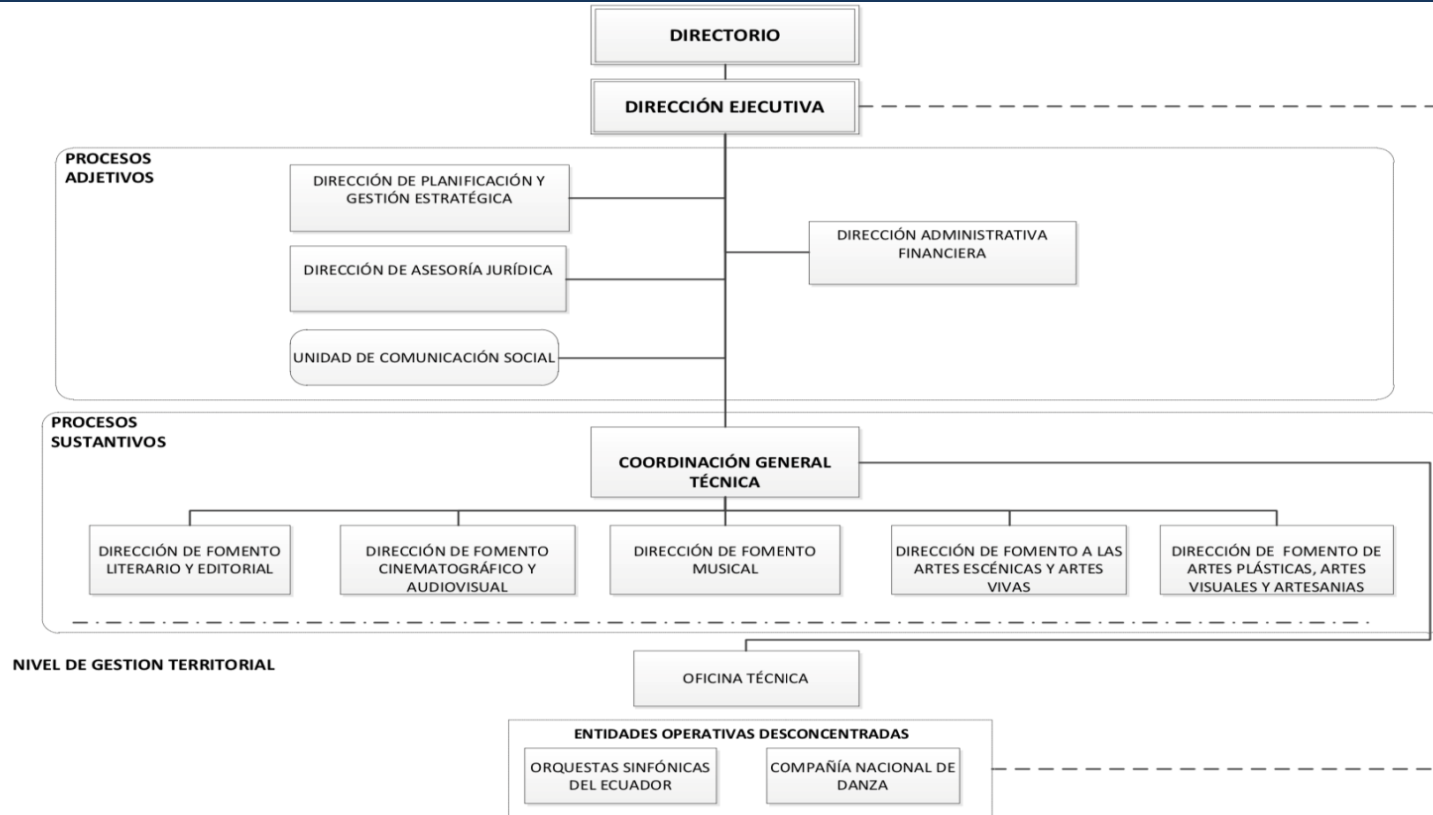 DIRECTORIO
DIRECCIÓN EJECUTIVA
PROCESOS
ADJETIVOS
DIRECCIÓN DE PLANIFICACIÓN Y
GESTIÓN ESTRATÉGICA
DIRECCIÓN ADMINISTRATIVA
FINANCIERA
DIRECCIÓN DE ASESORÍA JURÍDICA
UNIDAD DE COMUNICACIÓN SOCIAL
PROCESOS
SUSTANTIVOS
COORDINACIÓN GENERAL
TÉCNICA
DIRECCIÓN DE FOMENTO
LITERARIO Y EDITORIAL
DIRECCIÓN DE FOMENTO
CINEMATOGRÁFICO Y
AUDIOVISUAL
DIRECCIÓN DE FOMENTO
MUSICAL
DIRECCIÓN DE FOMENTO A LAS
ARTES ESCÉNICAS Y ARTES
VIVAS
DIRECCIÓN DE FOMENTO DE
ARTES PLÁSTICAS, ARTES
VISUALES Y ARTESANIAS
NIVEL DE GESTION TERRITORIAL
OFICINA TÉCNICA
ENTIDADES OPERATIVAS DESCONCENTRADAS
ORQUESTAS SINFÓNICAS
DEL ECUADOR
COMPAÑÍA NACIONAL DE
DANZA